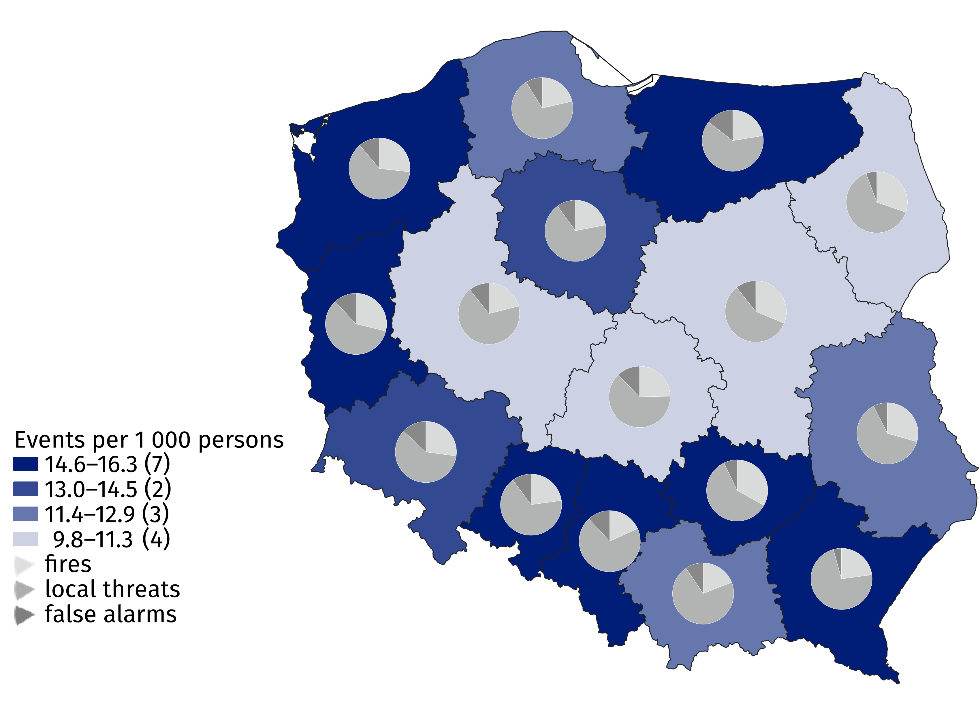 Events per 1 000 persons
14.6–16.3 (7)
13.0–14.5 (2)
11.4–12.9 (3)
9.8–11.3 (4)
fires
local threats
false alarms